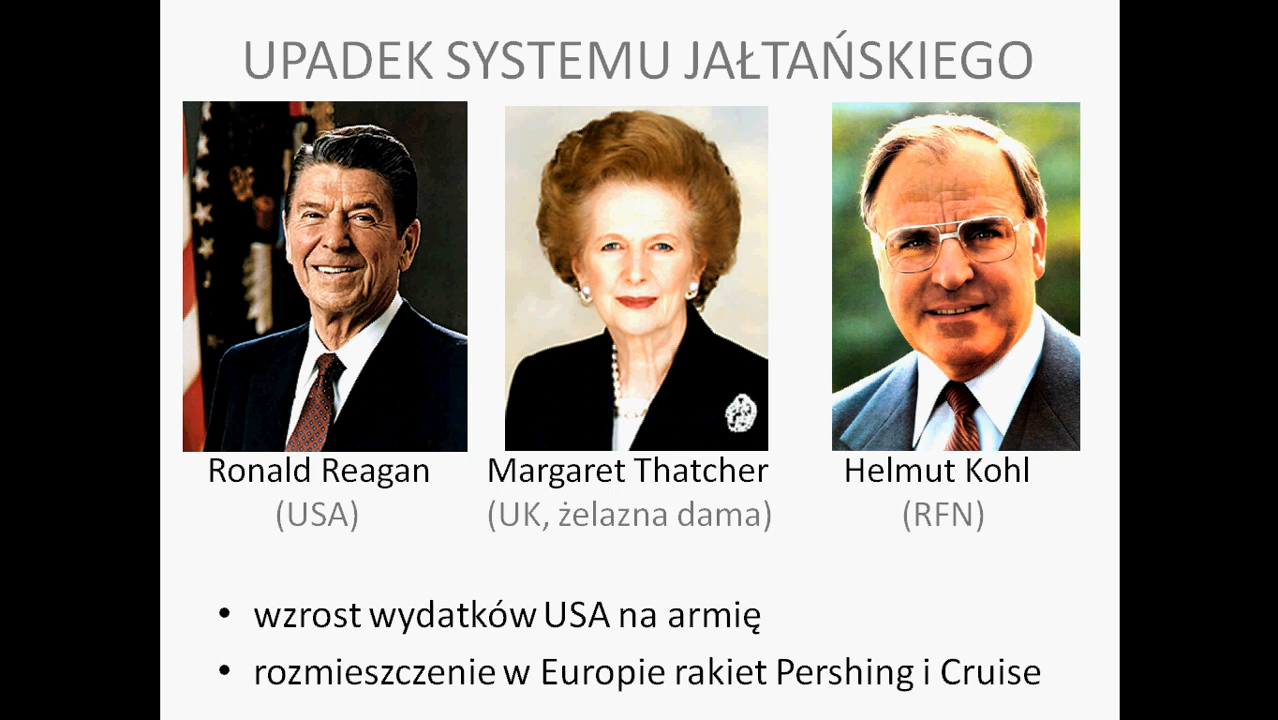 UPADEK SYSTEMU JAŁTAŃSKIEGO
Ronald Reagan
(USA)
Margaret Thatcher
(UK, żelazna dama)
Helmut Kohl
(RFN)
• wzrost wydatków USA na armię
• rozmieszczenie w Europie rakiet Pershing i Cruise